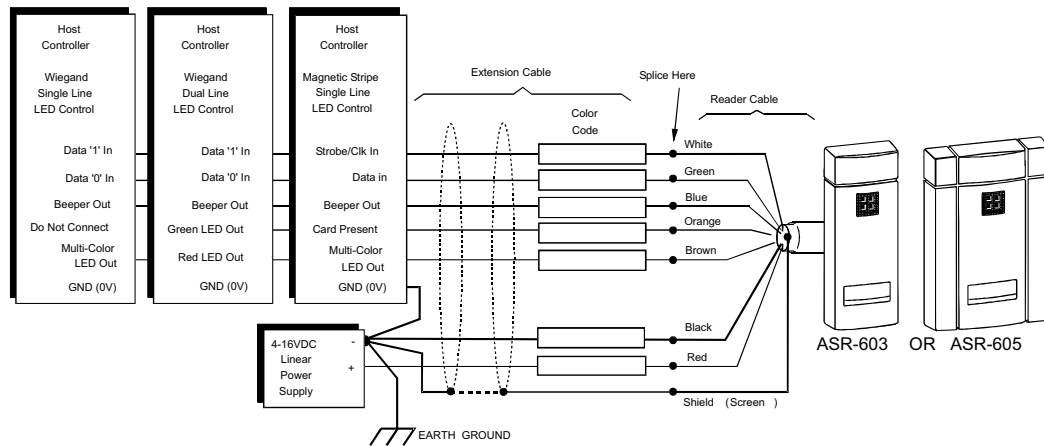 Host
Controller
Wiegand
Single Line
LED Control
Data '1' In
Data '0' In
Beeper Out
Do Not Connect
Multi-Color
LED Out
GND (0V)
Host
Controller
Wiegand
Dual Line
LED Control
Data '1' In
Data '0' In
Beeper Out
Green LED Out
Red LED Out
GND (0V)
Host
Controller
Magnetic Stripe
Single Line
LED Control
Strobe/Clk In
Data in
Beeper Out
Card Present
Multi-Color
LED Out
GND (0V)
Extension Cable
Color
Code
Splice Here
Reader Cable
White
Green
Blue
Orange
Brown
Black
Red
Shield (Screen )
4-16VDC -
Linear
Power +
Supply
EARTH GROUND
ASR-603 OR ASR-605